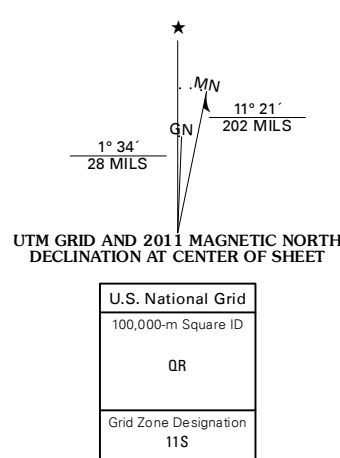 MN
11° 21´
202 MILS
GN
1° 34´
28 MILS
UTM GRID AND 2011 MAGNETIC NORTH
DECLINATION AT CENTER OF SHEET
U.S. National Grid
100,000-m Square ID
QR
Grid Zone Designation
11S